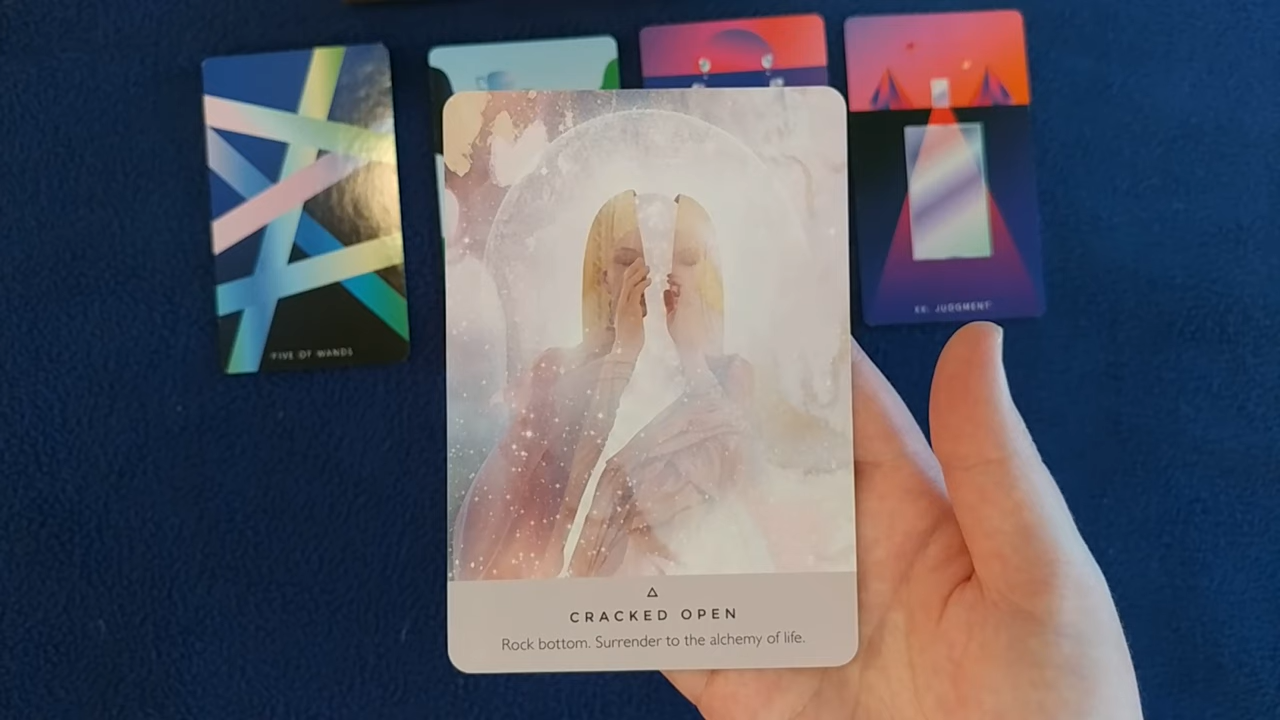 FIVE OF WANDS
XX: JUDGMENT
CRACKED OPEN
Rock bottom. Surrender to the alchemy of life.